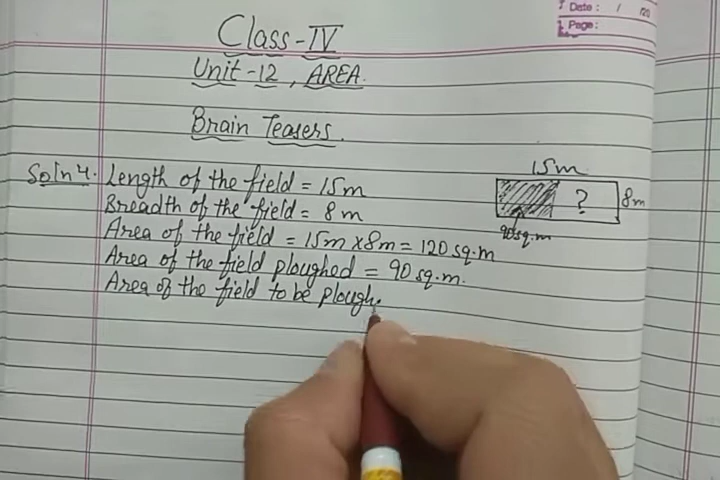 Date: / /20
Page:
Class-IV
Unit-12, AREA.
Brain Teasers.
Soln 4. Length of the field = 15m
Breadth of the field = 8 m
Area of the field = 15m x 8m = 120 sq.m
Area of the field ploughed = 90 sq.m.
Area of the field to be plough
15m
?
8m
90sq.m